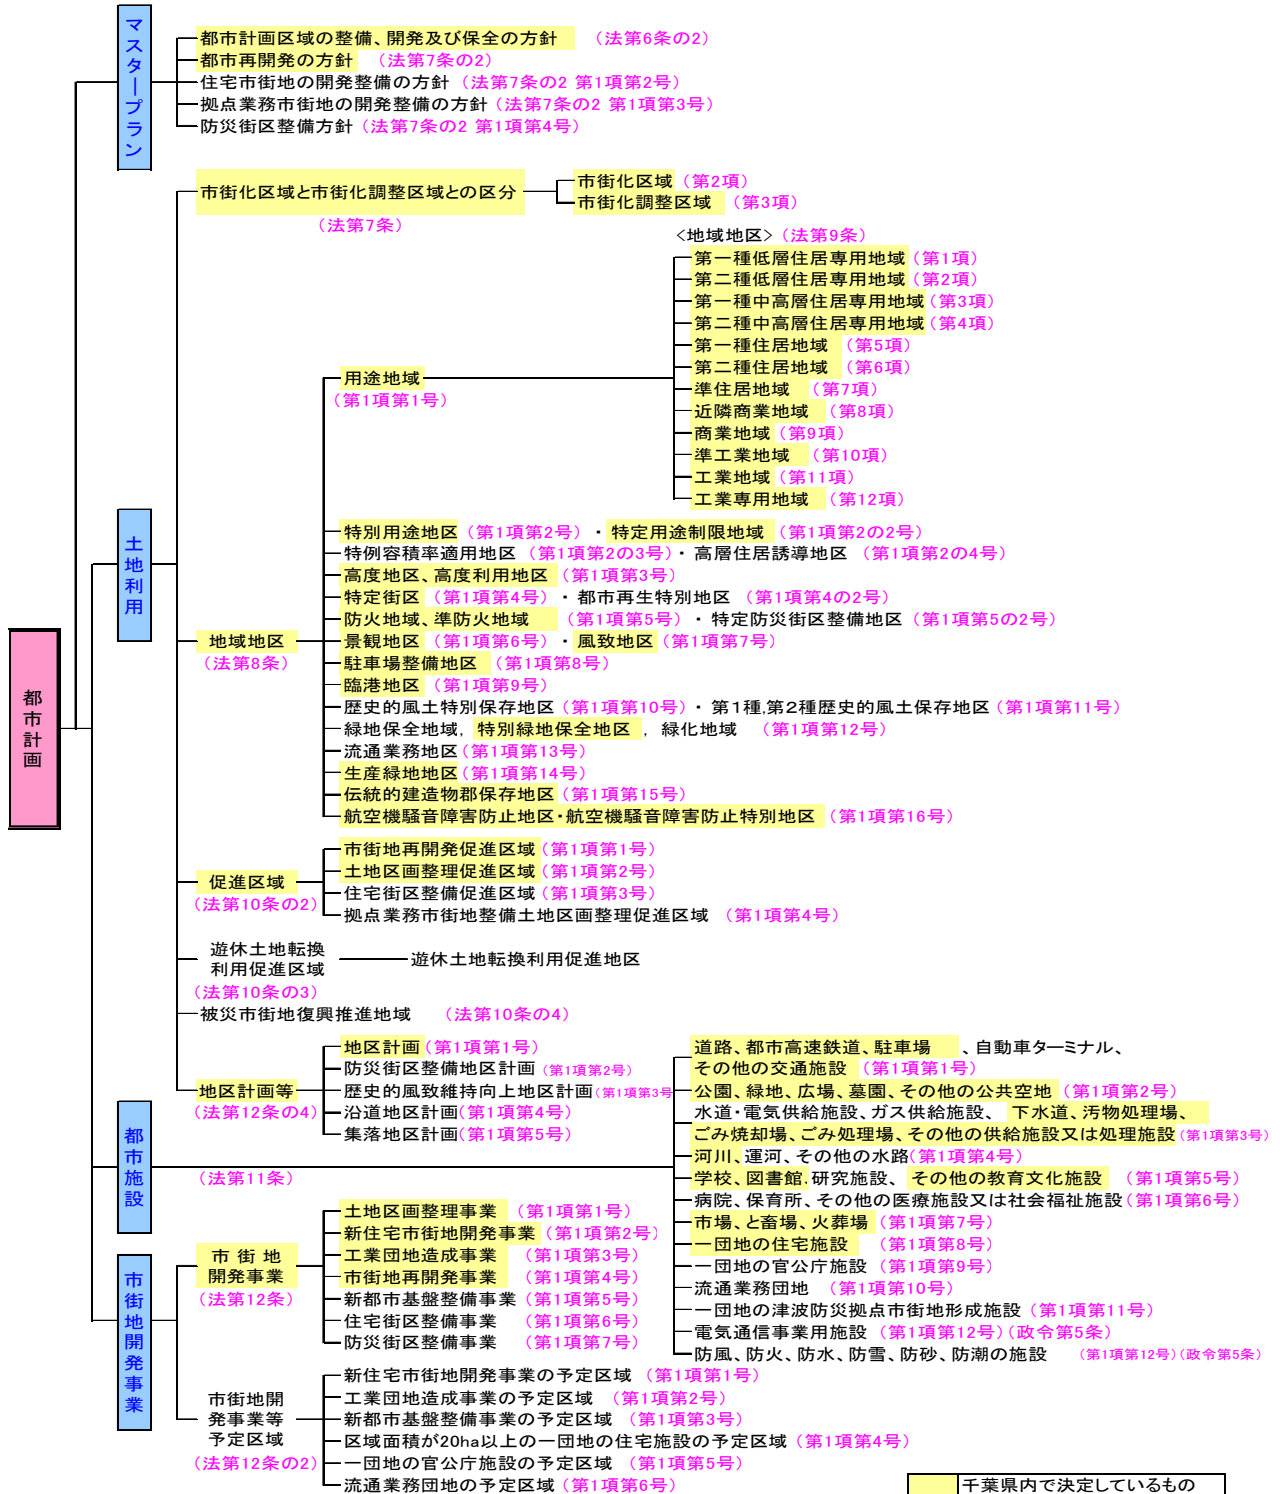 都市計画
マスタープラン
都市計画区域の整備、開発及び保全の方針 （法第6条の2）
都市再開発の方針 （法第7条の2）
住宅市街地の開発整備の方針 （法第7条の2 第1項第2号）
拠点業務市街地の開発整備の方針（法第7条の2 第1項第3号）
防災街区整備方針（法第7条の2 第1項第4号）
土地利用
市街化区域と市街化調整区域との区分
（法第7条）
市街化区域（第2項）
市街化調整区域 （第3項）
地域地区
（法第8条）
用途地域
（第1項第1号）
<地域地区>（法第9条）
第一種低層住居専用地域（第1項）
第二種低層住居専用地域（第2項）
第一種中高層住居専用地域（第3項）
第二種中高層住居専用地域（第4項）
第一種住居地域 （第5項）
第二種住居地域 （第6項）
準住居地域 （第7項）
近隣商業地域 （第8項）
商業地域（第9項）
準工業地域 （第10項）
工業地域（第11項）
工業専用地域 （第12項）
特別用途地区（第1項第2号）・特定用途制限地域 （第1項第2の2号）
特例容積率適用地区（第1項第2の3号）・高層住居誘導地区 （第1項第2の4号）
高度地区、高度利用地区（第1項第3号）
特定街区（第1項第4号）・都市再生特別地区（第1項第4の2号）
防火地域、準防火地域 （第1項第5号）・特定防災街区整備地区（第1項第5の2号）
景観地区（第1項第6号）・風致地区（第1項第7号）
駐車場整備地区（第1項第8号）
臨港地区（第1項第9号）
歴史的風土特別保存地区（第1項第10号）・第1種,第2種歴史的風土保存地区（第1項第11号）
緑地保全地域，特別緑地保全地区，緑化地域 （第1項第12号）
流通業務地区（第1項第13号）
生産緑地地区（第1項第14号）
伝統的建造物郡保存地区（第1項第15号）
航空機騒音障害防止地区・航空機騒音障害防止特別地区 （第1項第16号）
促進区域
（法第10条の2）
市街地再開発促進区域（第1項第1号）
土地区画整理促進区域（第1項第2号）
住宅街区整備促進区域（第1項第3号）
拠点業務市街地整備土地区画整理促進区域 （第1項第4号）
遊休土地転換
利用促進区域
（法第10条の3）
遊休土地転換利用促進地区
被災市街地復興推進地域 （法第10条の4）
地区計画等
（法第12条の4）
地区計画（第1項第1号）
防災街区整備地区計画（第1項第2号）
歴史的風致維持向上地区計画（第1項第3号
沿道地区計画（第1項第4号）
集落地区計画（第1項第5号）
都市施設
（法第11条）
道路、都市高速鉄道、駐車場 、自動車ターミナル、
その他の交通施設 （第1項第1号）
公園、緑地、広場、墓園、その他の公共空地 （第1項第2号）
水道・電気供給施設、ガス供給施設、 下水道、汚物処理場、
ごみ焼却場、ごみ処理場、その他の供給施設又は処理施設（第1項第3号）
河川、運河、その他の水路（第1項第4号）
学校、図書館,研究施設、 その他の教育文化施設 （第1項第5号）
病院、保育所、その他の医療施設又は社会福祉施設（第1項第6号）
市場、と畜場、火葬場 （第1項第7号）
一団地の住宅施設 （第1項第8号）
一団地の官公庁施設 （第1項第9号）
流通業務団地 （第1項第10号）
一団地の津波防災拠点市街地形成施設（第1項第11号）
電気通信事業用施設（第1項第12号）（政令第5条）
防風、防火、防水、防雪、防砂、防潮の施設 （第1項第12号）（政令第5条）
市街地開発事業
市街地
開発事業
（法第12条）
土地区画整理事業 （第1項第1号）
新住宅市街地開発事業（第1項第2号）
工業団地造成事業 （第1項第3号）
市街地再開発事業 （第1項第4号）
新都市基盤整備事業（第1項第5号）
住宅街区整備事業 （第1項第6号）
防災街区整備事業 （第1項第7号）
市街地開
発事業等
予定区域
（法第12条の2）
新住宅市街地開発事業の予定区域（第1項第1号）
工業団地造成事業の予定区域 （第1項第2号）
新都市基盤整備事業の予定区域 （第1項第3号）
区域面積が20ha以上の一団地の住宅施設の予定区域（第1項第4号）
一団地の官公庁施設の予定区域 （第1項第5号）
流通業務団地の予定区域（第1項第6号）
千葉県内で決定しているもの